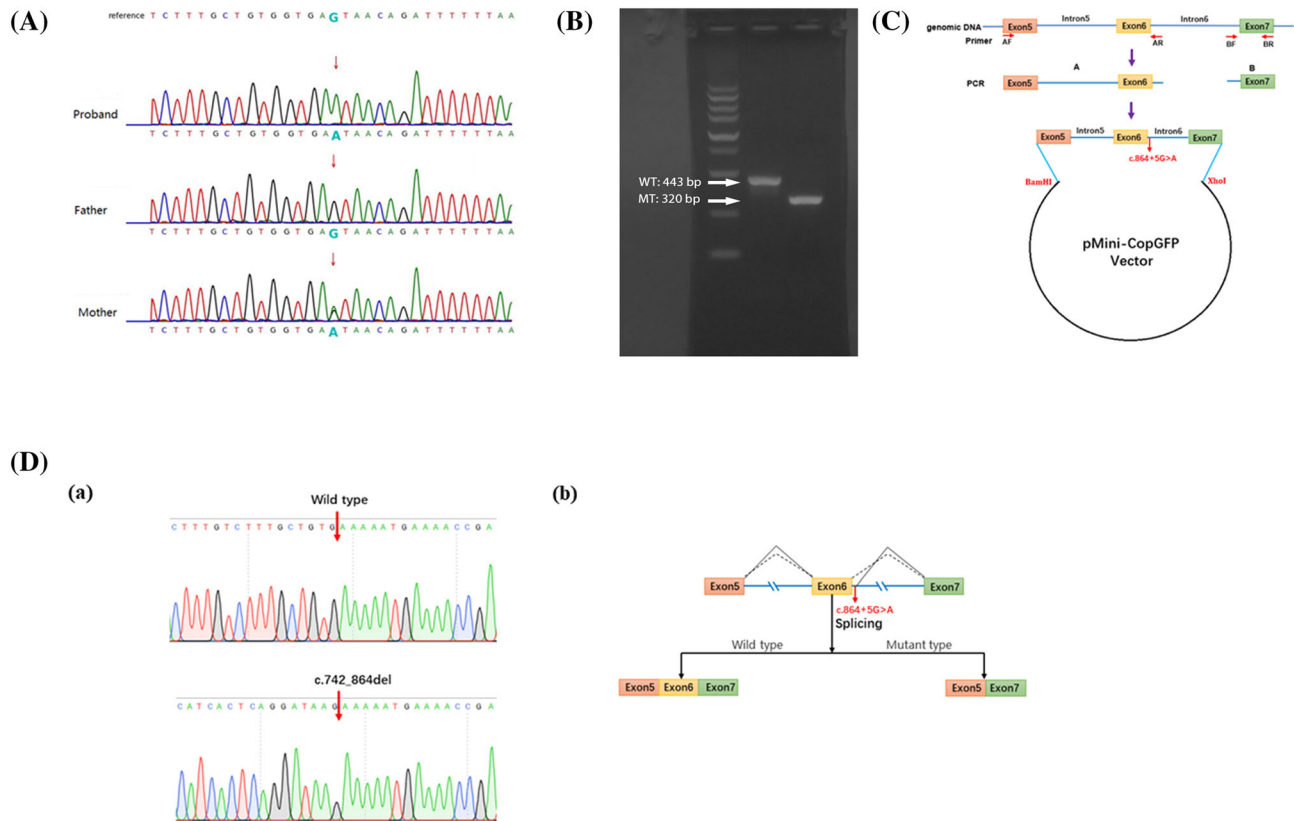 (A)
reference T C T T T G C T G T G G T G A G T A A C A G A T T T T T T A A
Proband
T C T T T G C T G T G G T G A A T A A C A G A T T T T T T A A
Father
T C T T T G C T G T G G T G A G T A A C A G A T T T T T T A A
Mother
T C T T T G C T G T G G T G A A T A A C A G A T T T T T T A A
(B)
WT: 443 bp
MT: 320 bp
(C)
genomic DNA Exon5 Intron5 Exon6 Intron6 Exon7
Primer AF AR BF BR
A B
PCR Exon5 Exon6 Exon7
Exon5 Intron5 Exon6 Intron6 Exon7
c.864+5G>A
BamHI XhoI
pMini-CopGFP
Vector
(D)
(a)
Wild type
C T T T G T C T T T G C T G T G A A A A A T G A A A A C C G A
c.742_864del
C A T C A C T C A G G A T A A G A A A A A T G A A A A C C G A
(b)
Exon5 Exon6 Exon7
c.864+5G>A
Splicing
Wild type Mutant type
Exon5 Exon6 Exon7 Exon5 Exon7